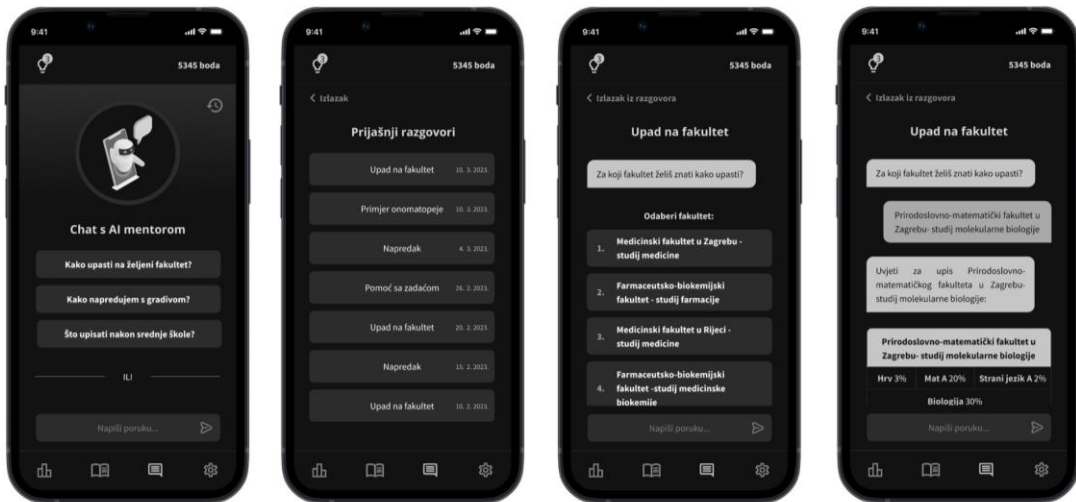 9:41
3
5345 boda
Chat s AI mentorom
Kako upasti na željeni fakultet?
Kako napredujem s gradivom?
Što upisati nakon srednje škole?
ILI
Napiši poruku...
9:41
3
5345 boda
< Izlazak
Prijašnji razgovori
Upad na fakultet 10. 3. 2023.
Primjer onomatopeje 10. 3. 2023.
Napredak 4. 3. 2023.
Pomoć sa zadaćom 26. 2. 2023.
Upad na fakultet 20. 2. 2023.
Napredak 15. 2. 2023.
Upad na fakultet 10. 2. 2023.
9:41
3
5345 boda
< Izlazak iz razgovora
Upad na fakultet
Za koji fakultet želiš znati kako upasti?
Odaberi fakultet:
1. Medicinski fakultet u Zagrebu -
studij medicine
2. Farmaceutsko-biokemijski
fakultet - studij farmacije
3. Medicinski fakultet u Rijeci -
studij medicine
4. Farmaceutsko-biokemijski
fakultet -studij medicinske
biokemije
Napiši poruku...
9:41
3
5345 boda
< Izlazak iz razgovora
Upad na fakultet
Za koji fakultet želiš znati kako upasti?
Prirodoslovno-matematički fakultet u
Zagrebu- studij molekularne biologije
Uvjeti za upis Prirodoslovno-
matematičkog fakulteta u Zagrebu-
studij molekularne biologije:
Prirodoslovno-matematički fakultet u
Zagrebu- studij molekularne biologije
Hrv 3% Mat A 20% Strani jezik A 2%
Biologija 30%
Napiši poruku...